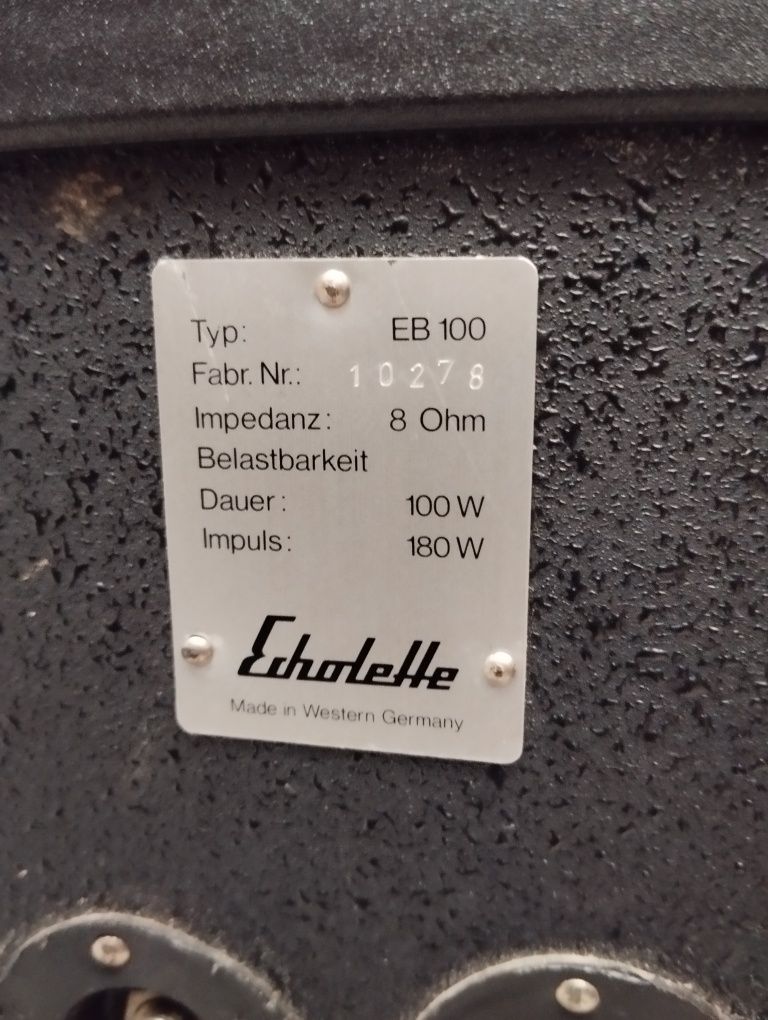 Typ: EB 100
Fabr. Nr.: 10278
Impedanz: 8 Ohm
Belastbarkeit
Dauer: 100 W
Impuls: 180 W
Echolette
Made in Western Germany